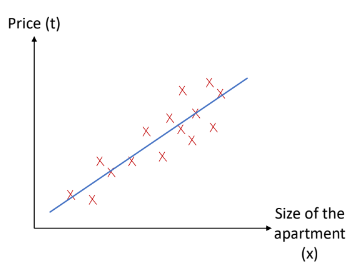 Price (t)
Size of the
apartment
(x)